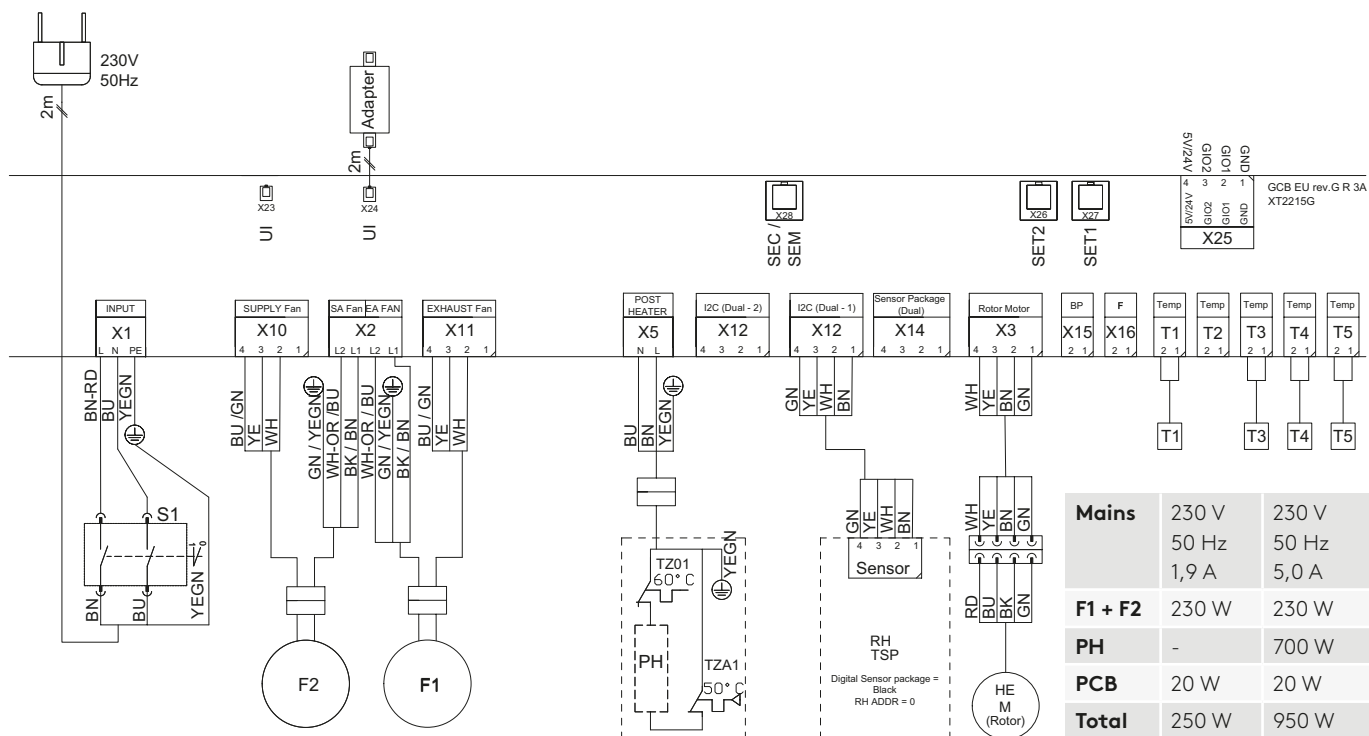 230V
50Hz
2m
Adapter
2m
X23
UI
X24
UI
X28
SEC /
SEM
X26
SET2
X27
SET1
5V/24V GIO2 GIO1 GND
4 3 2 1
5V/24V GIO2 GIO1 GND
X25
GCB EU rev.G R 3A
XT2215G
INPUT
X1
L N PE
SUPPLY Fan
X10
4 3 2 1
SA Fan EA FAN
X2
L2 L1 L2 L1
EXHAUST Fan
X11
4 3 2 1
POST
HEATER
X5
N L
I2C (Dual - 2)
X12
4 3 2 1
I2C (Dual - 1)
X12
4 3 2 1
Sensor Package
(Dual)
X14
4 3 2 1
Rotor Motor
X3
4 3 2 1
BP
X15
2 1
F
X16
2 1
Temp
T1
2 1
Temp
T2
2 1
Temp
T3
2 1
Temp
T4
2 1
Temp
T5
2 1
BN-RD
BU
YEGN
BU /GN
YE
WH
GN / YEGN
WH-OR /BU
BK / BN
WH-OR / BU
GN / YEGN
BK / BN
BU / GN
YE
WH
BU
BN
YEGN
GN
YE
WH
BN
WH
YE
BN
GN
T1
T3
T4
T5
S1
0
1
BN
BU
YEGN
F2
F1
TZ01
60° C
YEGN
PH
TZA1
50° C
GN
YE
WH
BN
4 3 2 1
Sensor
RH
TSP
Digital Sensor package =
Black
RH ADDR = 0
WH
YE
BN
GN
RD
BU
BK
GN
HE
M
(Rotor)
Mains 230 V 230 V
50 Hz 50 Hz
1,9 A 5,0 A
F1 + F2 230 W 230 W
PH - 700 W
PCB 20 W 20 W
Total 250 W 950 W